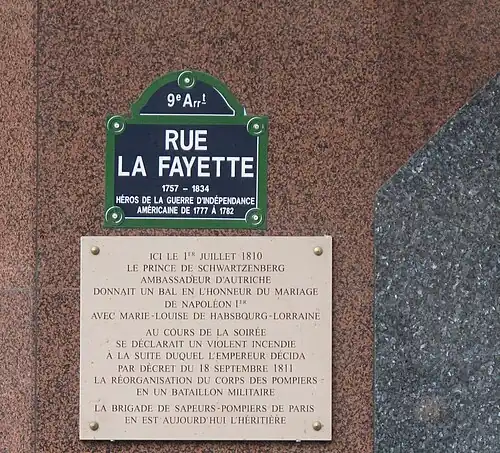 9e Arrt
RUE
LA FAYETTE
1757 - 1834
HÉROS DE LA GUERRE D'INDÉPENDANCE
AMÉRICAINE DE 1777 À 1782
ICI LE 1ER JUILLET 1810
LE PRINCE DE SCHWARTZENBERG
AMBASSADEUR D'AUTRICHE
DONNAIT UN BAL EN L'HONNEUR DU MARIAGE
DE NAPOLÉON IER
AVEC MARIE-LOUISE DE HABSBOURG-LORRAINE
AU COURS DE LA SOIRÉE
SE DÉCLARAIT UN VIOLENT INCENDIE
À LA SUITE DUQUEL L'EMPEREUR DÉCIDA
PAR DÉCRET DU 18 SEPTEMBRE 1811
LA RÉORGANISATION DU CORPS DES POMPIERS
EN UN BATAILLON MILITAIRE
LA BRIGADE DE SAPEURS-POMPIERS DE PARIS
EN EST AUJOURD'HUI L'HÉRITIÈRE